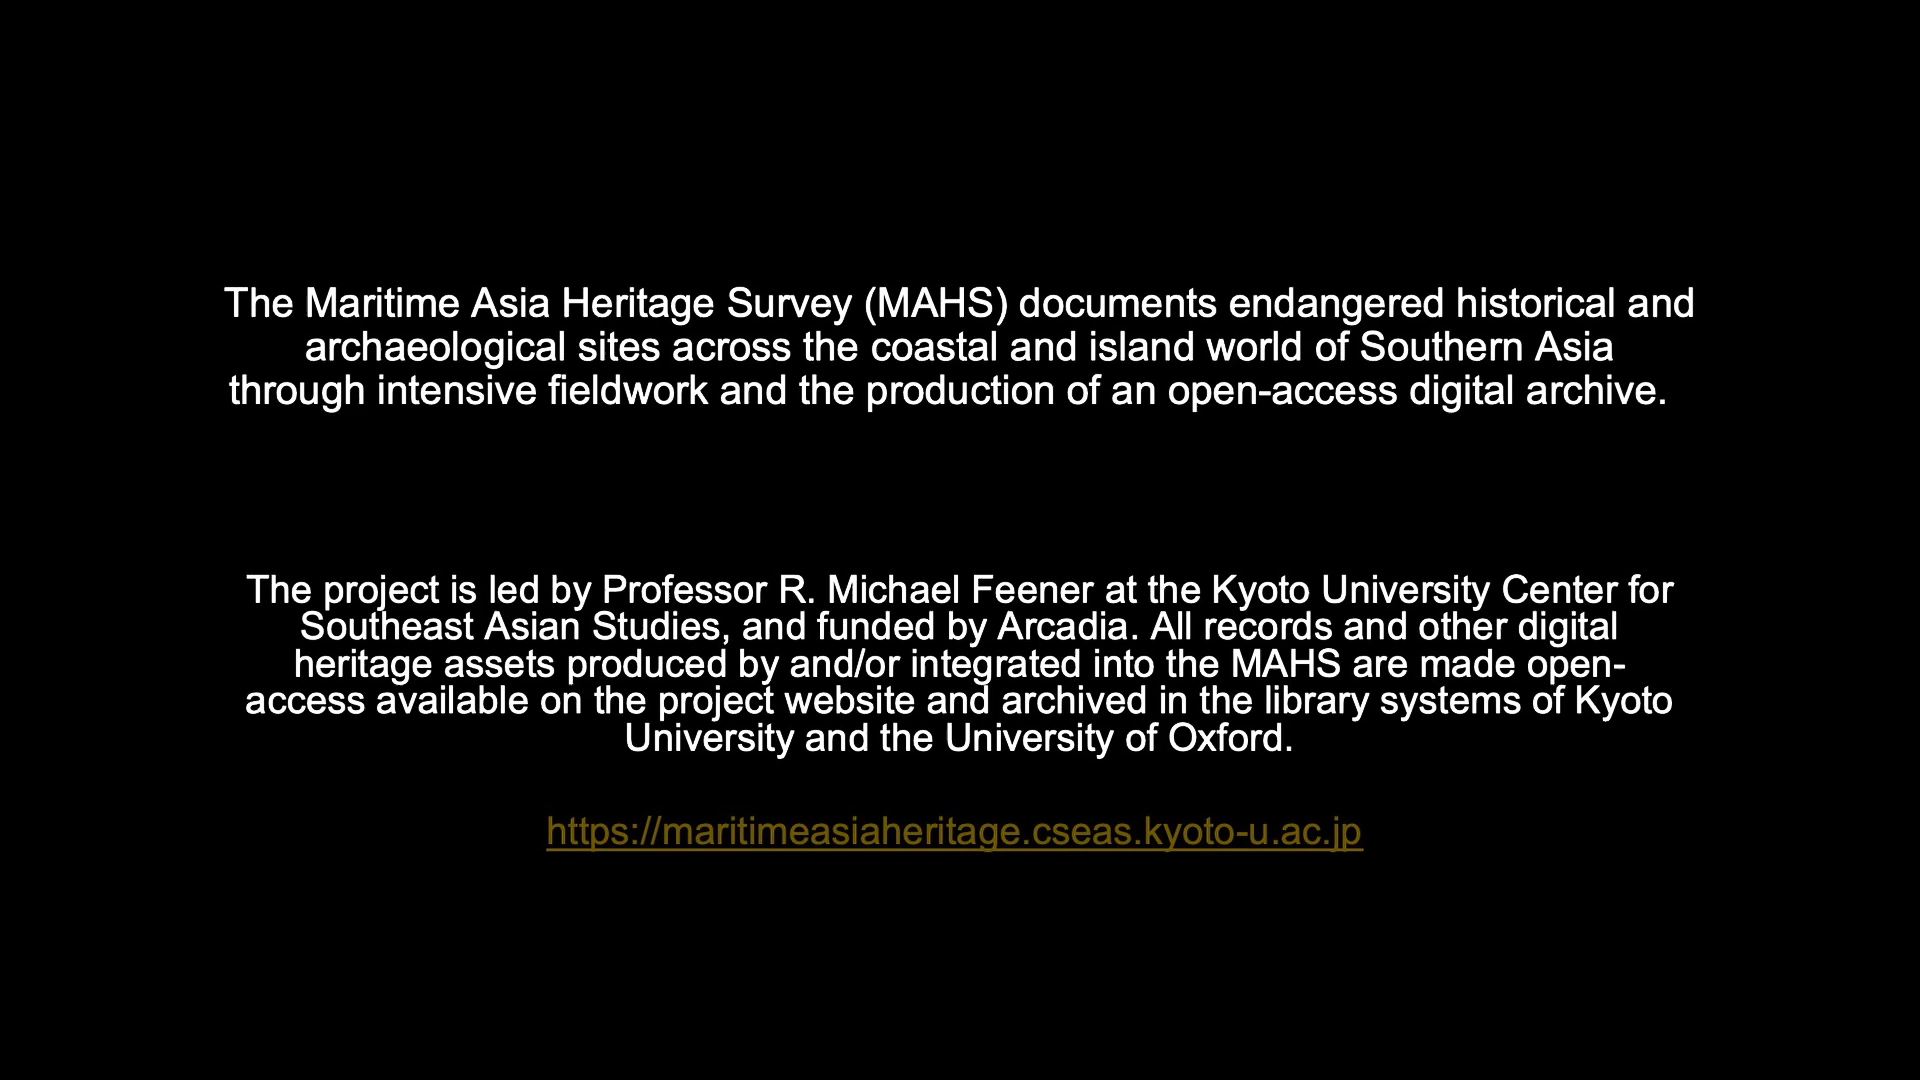 The Maritime Asia Heritage Survey (MAHS) documents endangered historical and
archaeological sites across the coastal and island world of Southern Asia
through intensive fieldwork and the production of an open-access digital archive.
The project is led by Professor R. Michael Feener at the Kyoto University Center for
Southeast Asian Studies, and funded by Arcadia. All records and other digital
heritage assets produced by and/or integrated into the MAHS are made open-
access available on the project website and archived in the library systems of Kyoto
University and the University of Oxford.
https://maritimeasiaheritage.cseas.kyoto-u.ac.jp